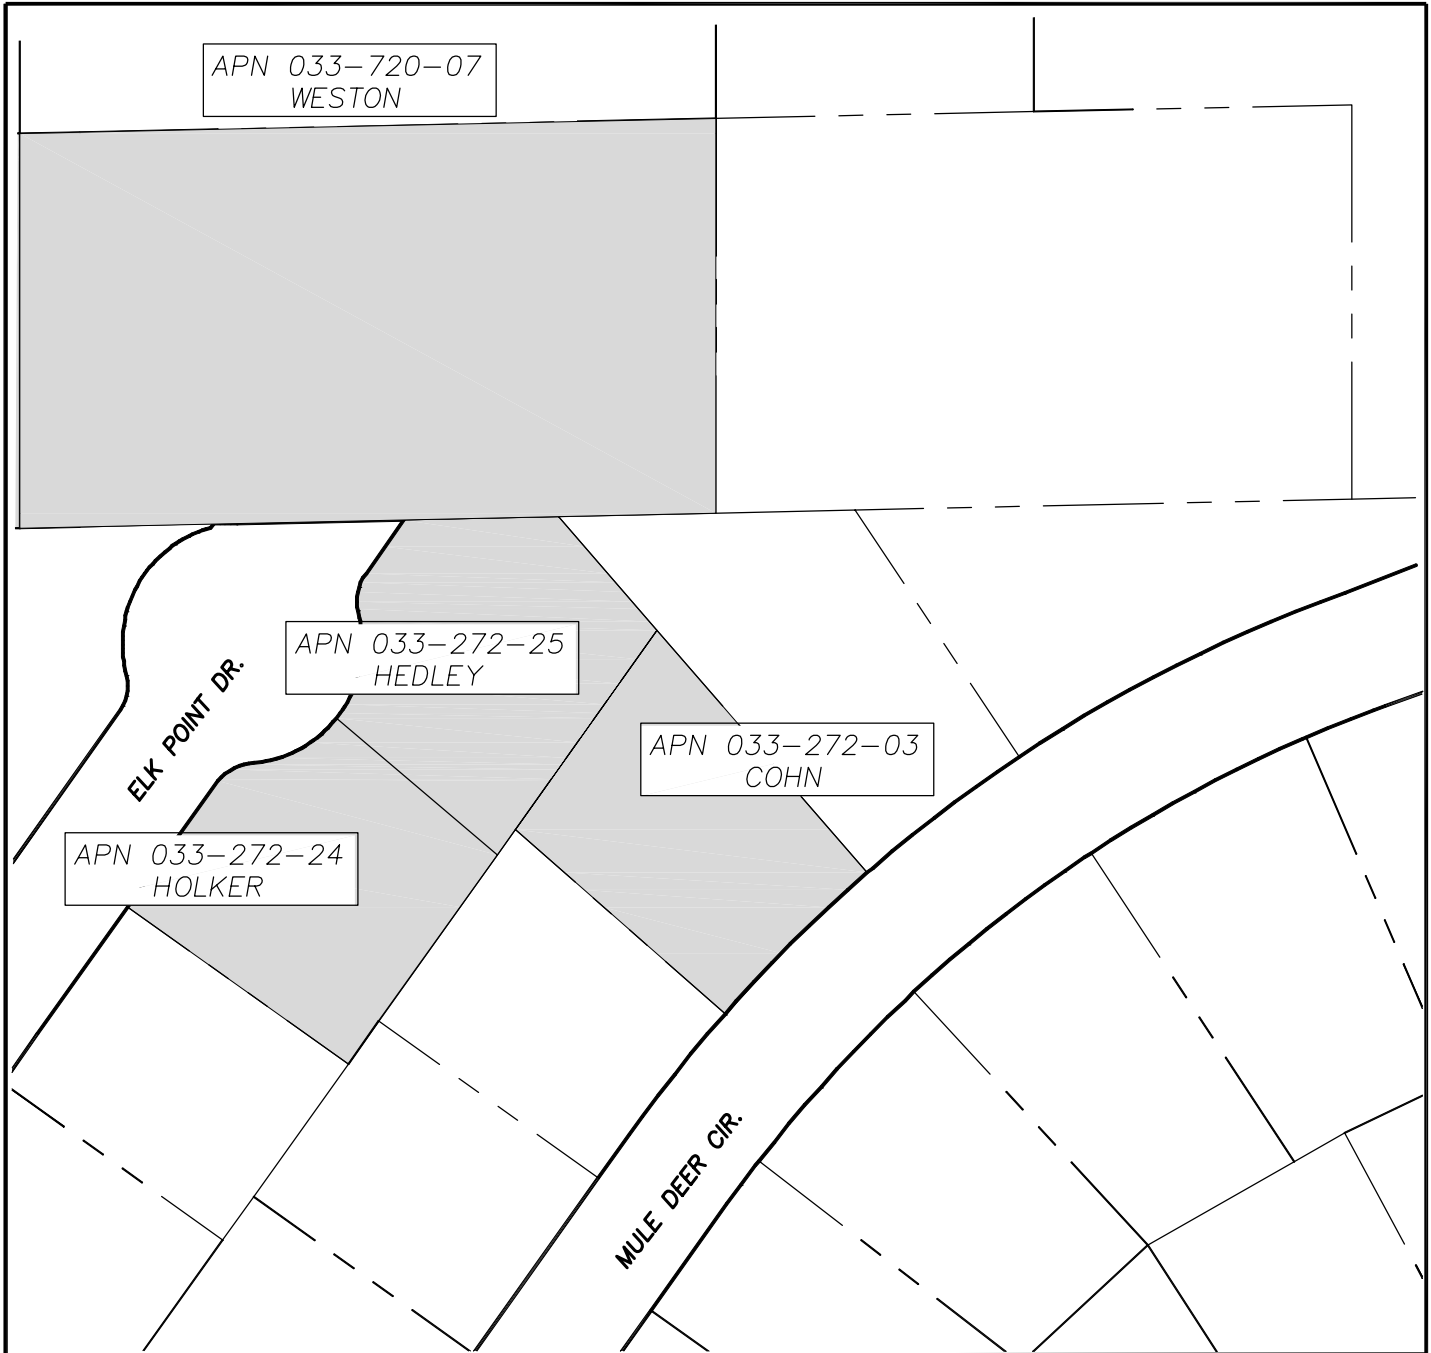 APN 033-720-07
WESTON
APN 033-272-25
HEDLEY
ELK POINT DR.
APN 033-272-03
COHN
APN 033-272-24
HOLKER
MULE DEER CIR.